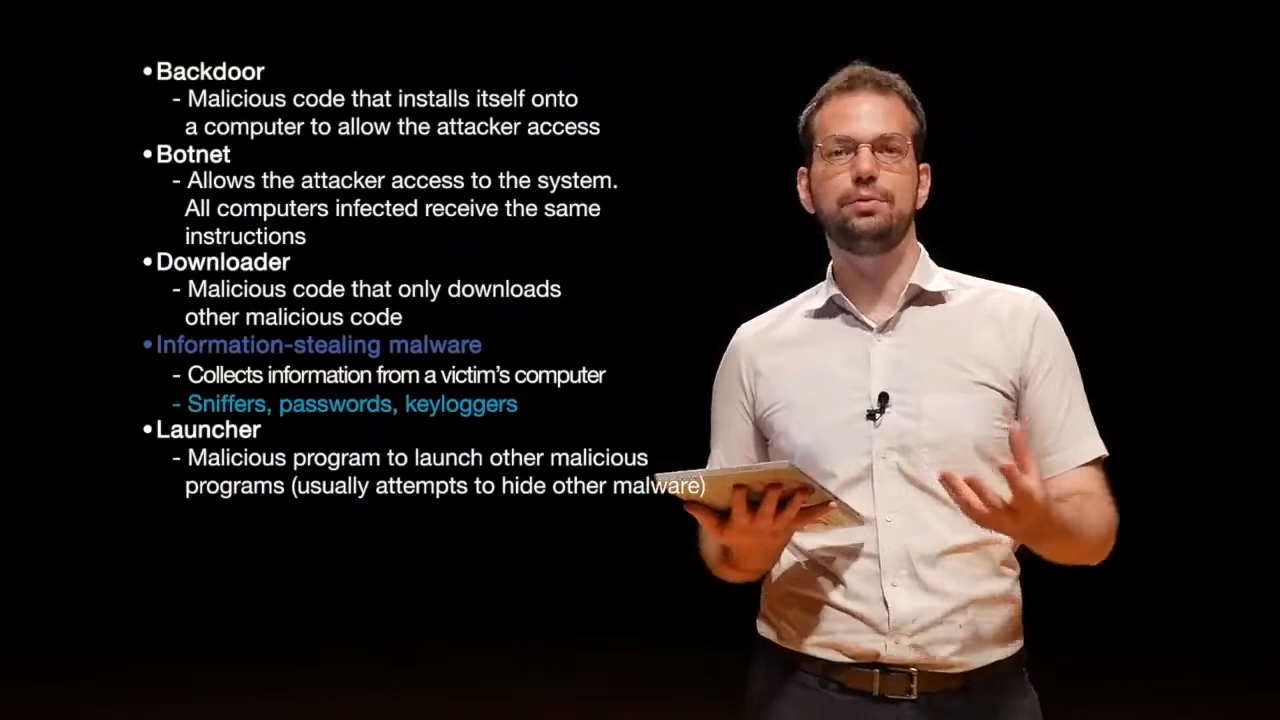 •Backdoor
- Malicious code that installs itself onto
a computer to allow the attacker access
•Botnet
- Allows the attacker access to the system.
All computers infected receive the same
instructions
•Downloader
- Malicious code that only downloads
other malicious code
•Information-stealing malware
- Collects information from a victim's computer
- Sniffers, passwords, keyloggers
•Launcher
- Malicious program to launch other malicious
programs (usually attempts to hide other malware)